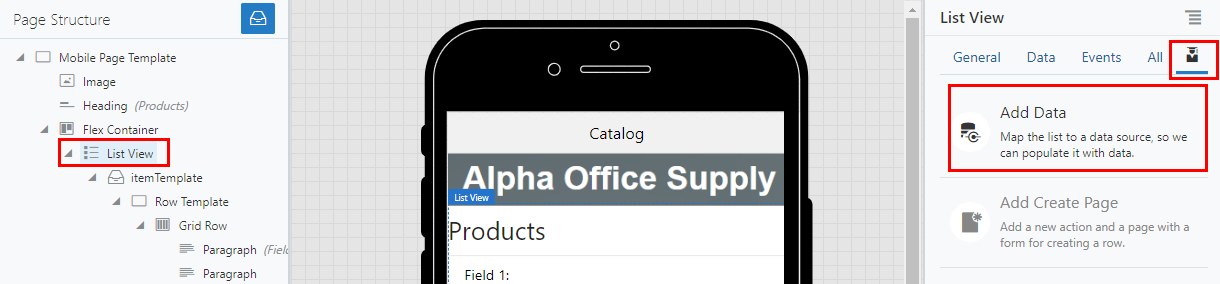 Page Structure
Mobile Page Template
Image
Heading (Products)
Flex Container
List View
itemTemplate
Row Template
Grid Row
Paragraph (Fiel
Paragraph
Catalog
Alpha Office Supply
List View
Products
Field 1:
List View
General Data Events All
Add Data
Map the list to a data source, so we
can populate it with data.
Add Create Page
Add a new action and a page with a
form for creating a row.